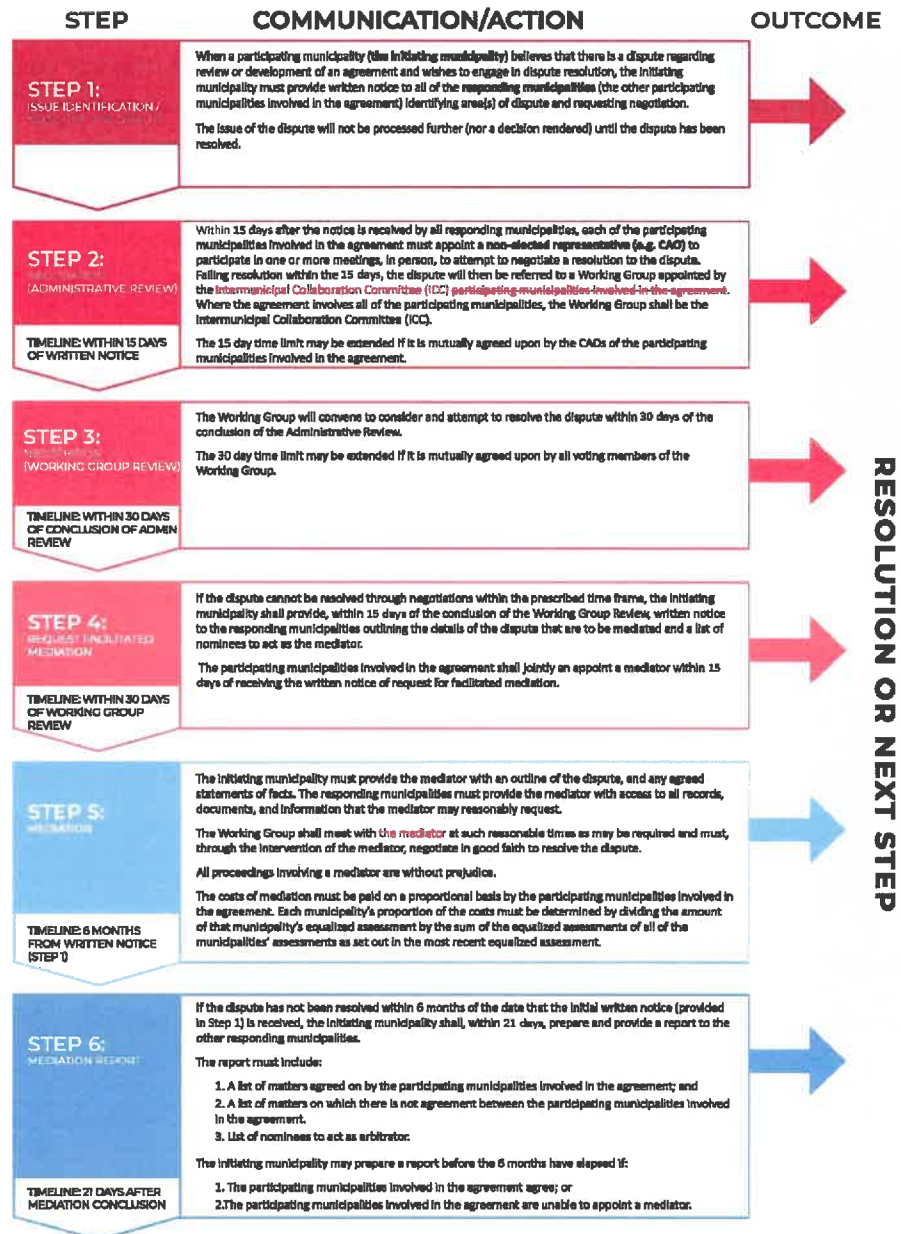 STEP
COMMUNICATION/ACTION
OUTCOME
STEP 1:
ISSUE IDENTIFICATION /
When a participating municipality (the initiating municipality) believes that there is a dispute regarding
review or development of an agreement and wishes to engage in dispute resolution, the initiating
municipality must provide written notice to all of the responding municipalities (the other participating
municipalities involved in the agreement) identifying area(s) of dispute and requesting negotiation.
The issue of the dispute will not be processed further (nor a decision rendered) until the dispute has been
resolved.
STEP 2:
(ADMINISTRATIVE REVIEW)
TIMELINE: WITHIN 15 DAYS
OF WRITTEN NOTICE
Within 15 days after the notice is received by all responding municipalities, each of the participating
municipalities involved in the agreement must appoint a non-elected representative (e.g. CAO) to
participate in one or more meetings, in person, to attempt to negotiate a resolution to the dispute.
Failing resolution within the 15 days, the dispute will then be referred to a Working Group appointed by
the Intermunicipal Collaboration Committee (ICC) participating municipalities involved in the agreement.
Where the agreement involves all of the participating municipalities, the Working Group shall be the
Intermunicipal Collaboration Committee (ICC).
The 15 day time limit may be extended if it is mutually agreed upon by the CAOs of the participating
municipalities involved in the agreement.
STEP 3:
(WORKING GROUP REVIEW)
TIMELINE: WITHIN 30 DAYS
OF CONCLUSION OF ADMIN
REVIEW
The Working Group will convene to consider and attempt to resolve the dispute within 30 days of the
conclusion of the Administrative Review.
The 30 day time limit may be extended if it is mutually agreed upon by all voting members of the
Working Group.
STEP 4:
REQUEST FACILITATED
MEDIATION
TIMELINE: WITHIN 30 DAYS
OF WORKING GROUP
REVIEW
If the dispute cannot be resolved through negotiations within the prescribed time frame, the initiating
municipality shall provide, within 15 days of the conclusion of the Working Group Review, written notice
to the responding municipalities outlining the details of the dispute that are to be mediated and a list of
nominees to act as the mediator.
The participating municipalities involved in the agreement shall jointly an appoint a mediator within 15
days of receiving the written notice of request for facilitated mediation.
STEP 5:
MEDIATION
TIMELINE: 6 MONTHS
FROM WRITTEN NOTICE
(STEP 1)
The initiating municipality must provide the mediator with an outline of the dispute, and any agreed
statements of facts. The responding municipalities must provide the mediator with access to all records,
documents, and information that the mediator may reasonably request.
The Working Group shall meet with the mediator at such reasonable times as may be required and must,
through the intervention of the mediator, negotiate in good faith to resolve the dispute.
All proceedings involving a mediator are without prejudice.
The costs of mediation must be paid on a proportional basis by the participating municipalities involved in
the agreement. Each municipality's proportion of the costs must be determined by dividing the amount
of that municipality's equalized assessment by the sum of the equalized assessments of all of the
municipalities' assessments as set out in the most recent equalized assessment.
STEP 6:
MEDIATION REPORT
TIMELINE: 21 DAYS AFTER
MEDIATION CONCLUSION
If the dispute has not been resolved within 6 months of the date that the initial written notice (provided
in Step 1) is received, the initiating municipality shall, within 21 days, prepare and provide a report to the
other responding municipalities.
The report must include:
1. A list of matters agreed on by the participating municipalities involved in the agreement; and
2. A list of matters on which there is not agreement between the participating municipalities involved
in the agreement.
3. List of nominees to act as arbitrator.
The initiating municipality may prepare a report before the 6 months have elapsed if:
1. The participating municipalities involved in the agreement agree; or
2.The participating municipalities involved in the agreement are unable to appoint a mediator.
RESOLUTION OR NEXT STEP